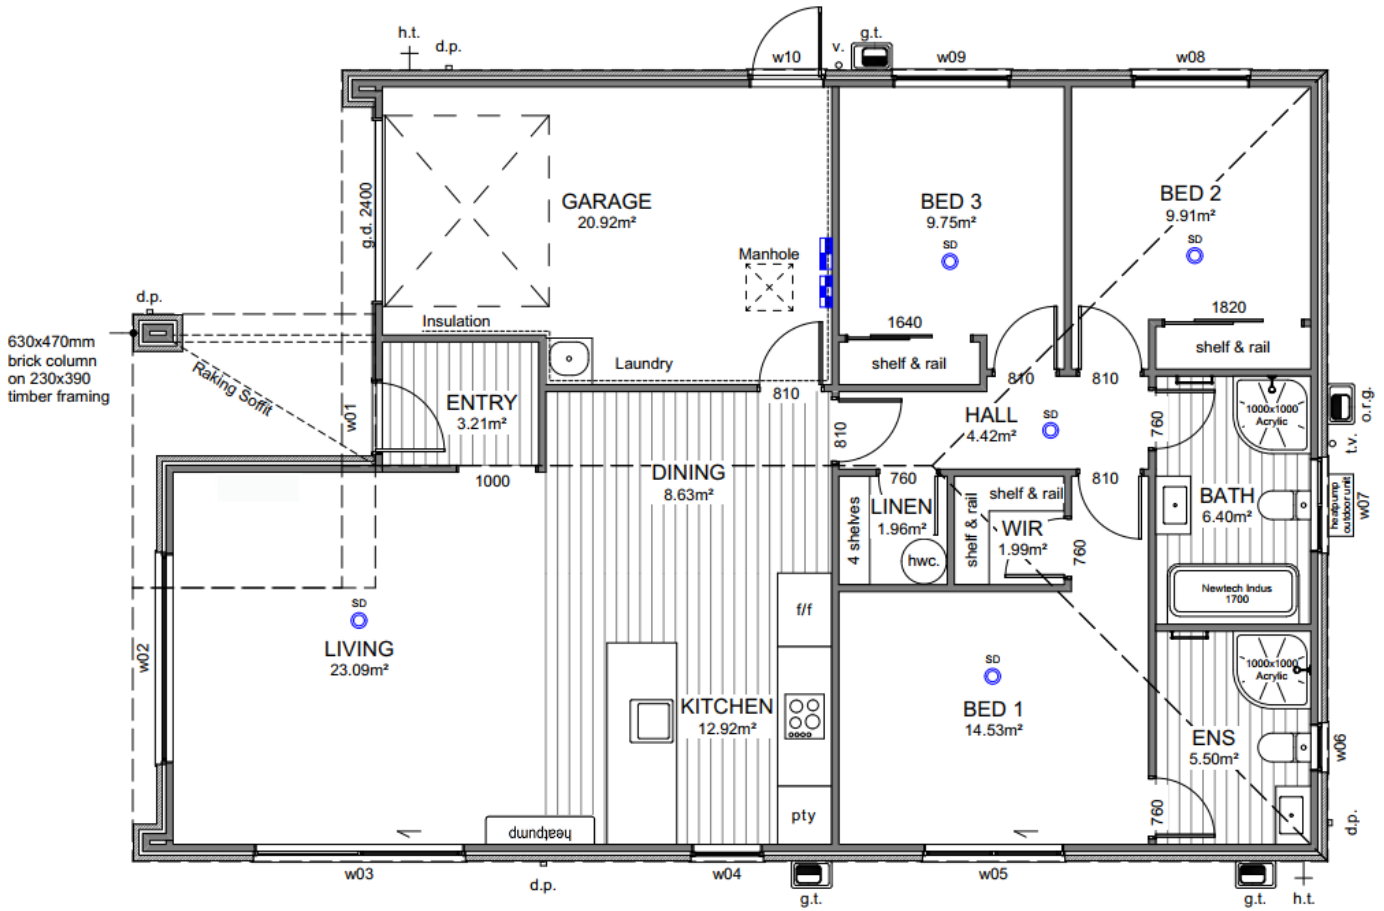 h.t.
d.p.
w10
v.
g.t.
w09
w08
g.d. 2400
GARAGE
20.92m²
BED 3
9.75m²
SD
BED 2
9.91m²
SD
Manhole
d.p.
630x470mm
brick column
on 230x390
timber framing
Raking Soffit
Insulation
Laundry
1640
shelf & rail
1820
shelf & rail
w01
ENTRY
3.21m²
810
810
810
810
HALL
4.42m²
SD
760
1000x1000
Acrylic
o.r.g.
t.v.
1000
DINING
8.63m²
760
810
4 shelves
LINEN
1.96m²
hwc.
shelf & rail
shelf & rail
WIR
1.99m²
760
BATH
6.40m²
heatpump
outdoor unit
w07
Newtech Indus
1700
SD
LIVING
23.09m²
w02
f/f
KITCHEN
12.92m²
pty
SD
BED 1
14.53m²
1000x1000
Acrylic
ENS
5.50m²
w06
760
d.p.
heatpump
w03
d.p.
w04
g.t.
w05
g.t.
h.t.